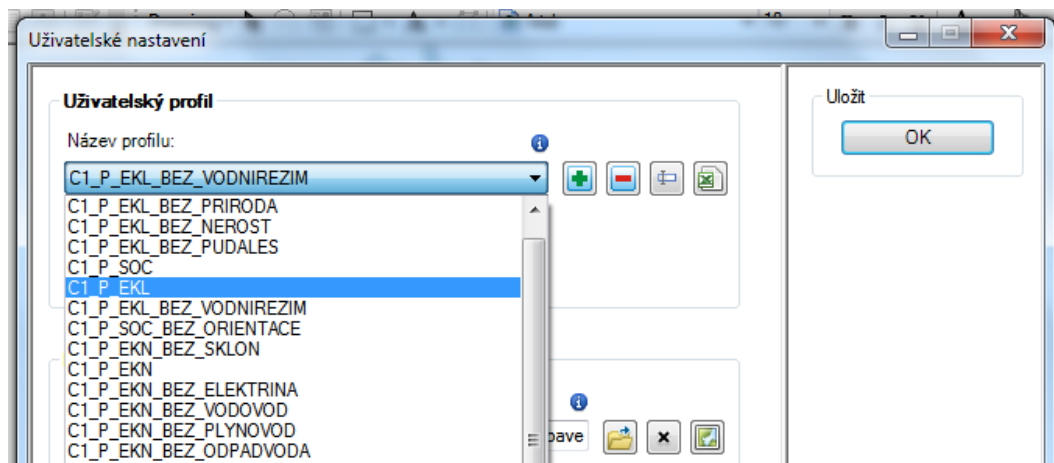 Uživatelské nastavení
Uživatelský profil
Název profilu:
C1_P_EKL_BEZ_VODNIREZIM
C1_P_EKL_BEZ_PRIRODA
C1_P_EKL_BEZ_NEROST
C1_P_EKL_BEZ_PUDALES
C1_P_SOC
C1_P_EKL
C1_P_EKL_BEZ_VODNIREZIM
C1_P_SOC_BEZ_ORIENTACE
C1_P_EKN_BEZ_SKLON
C1_P_EKN
C1_P_EKN_BEZ_ELEKTRINA
C1_P_EKN_BEZ_VODOVOD
C1_P_EKN_BEZ_PLYNOVOD
C1_P_EKN_BEZ_ODPADVODA
bave
Uložit
OK